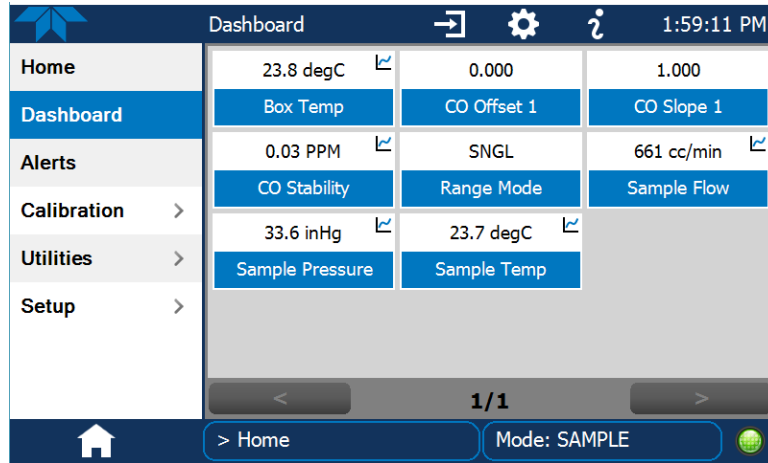 Dashboard 1:59:11 PM
Home
Dashboard
Alerts
Calibration >
Utilities >
Setup >
23.8 degC 0.000 1.000
Box Temp CO Offset 1 CO Slope 1
0.03 PPM SNGL 661 cc/min
CO Stability Range Mode Sample Flow
33.6 inHg 23.7 degC
Sample Pressure Sample Temp
< 1/1 >
> Home Mode: SAMPLE